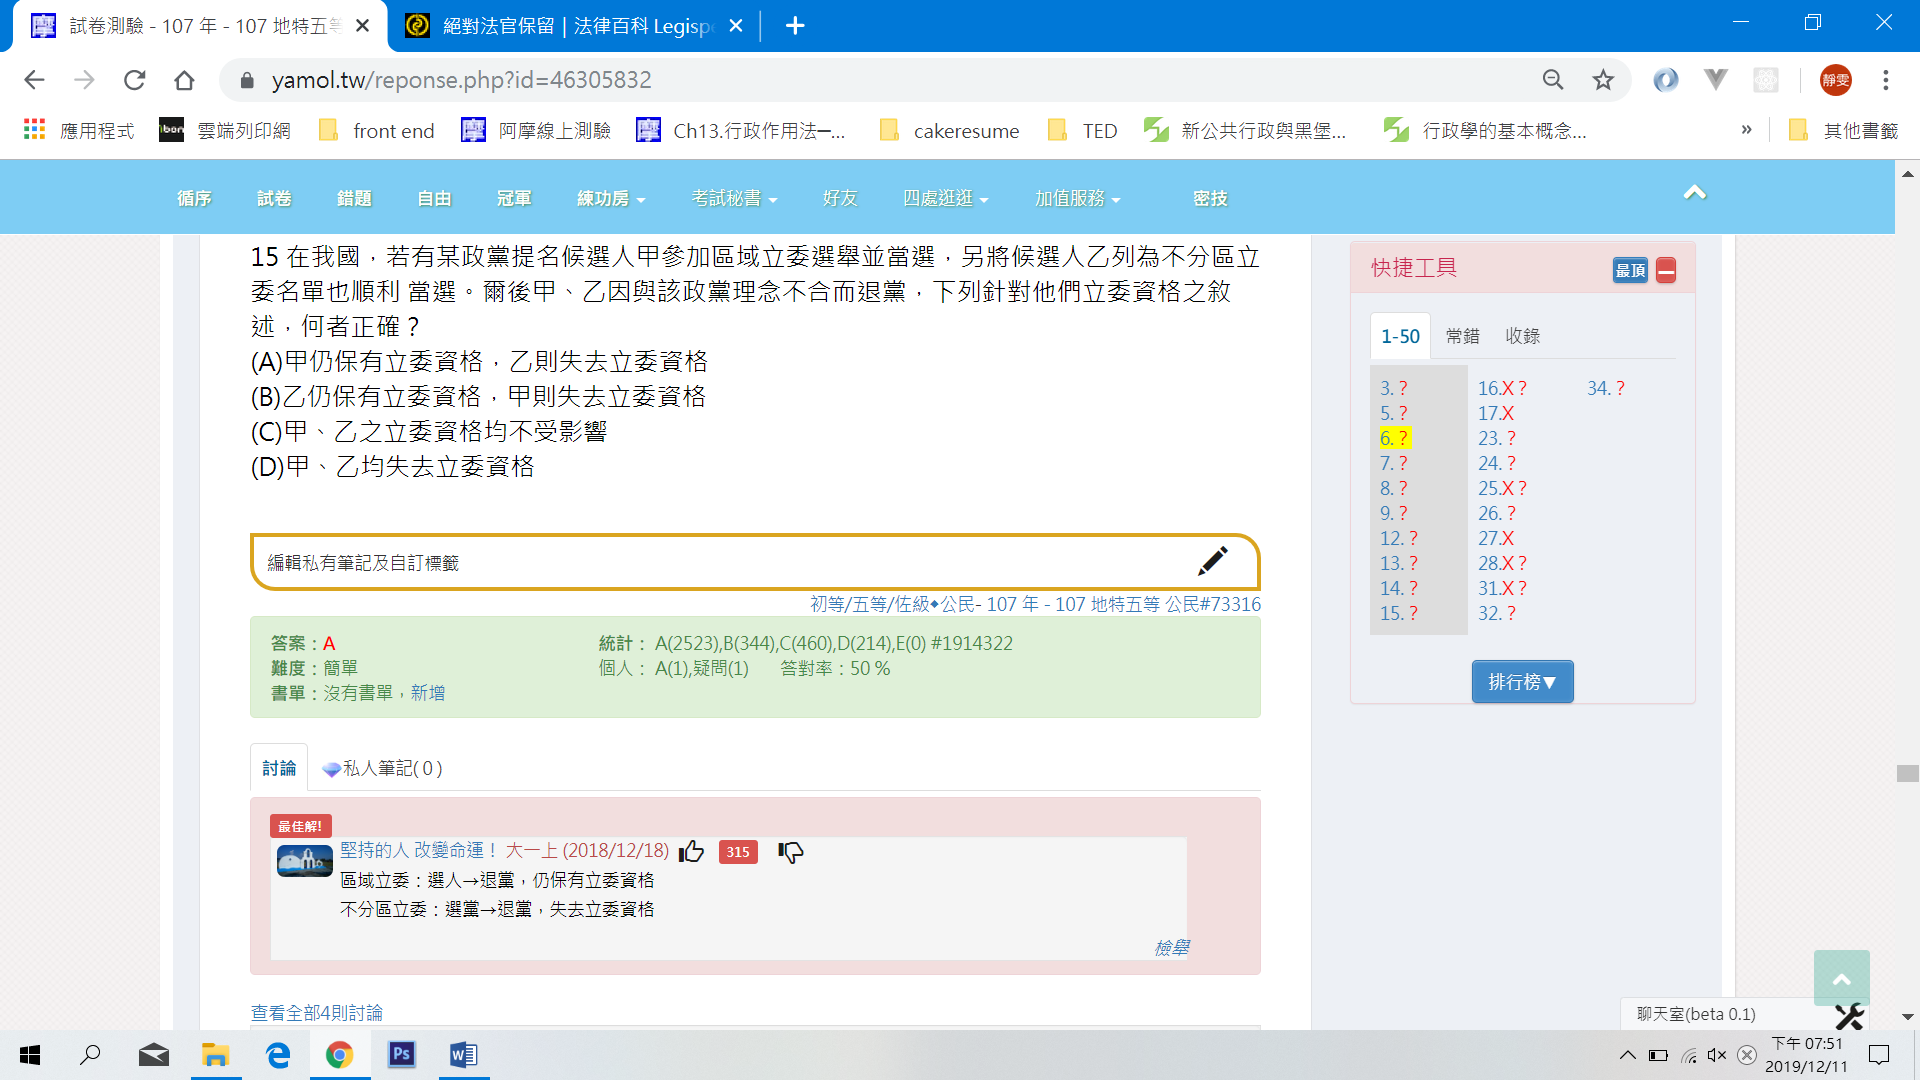 試卷測驗 - 107 年 - 107 地特五等
絕對法官保留 | 法律百科 Legispe
yamol.tw/reponse.php?id=46305832
靜雯
應用程式
ibon
雲端列印網
front end
阿摩線上測驗
Ch13.行政作用法─...
cakeresume
TED
新公共行政與黑堡...
行政學的基本概念...
»
其他書籤
循序 試卷 錯題 自由 冠軍 練功房 考試秘書 好友 四處逛逛 加值服務 密技
15 在我國，若有某政黨提名候選人甲參加區域立委選舉並當選，另將候選人乙列為不分區立
委名單也順利 當選。爾後甲、乙因與該政黨理念不合而退黨，下列針對他們立委資格之敘
述，何者正確？
(A)甲仍保有立委資格，乙則失去立委資格
(B)乙仍保有立委資格，甲則失去立委資格
(C)甲、乙之立委資格均不受影響
(D)甲、乙均失去立委資格
編輯私有筆記及自訂標籤
初等/五等/佐級◆公民- 107 年 - 107 地特五等 公民#73316
答案：A
難度：簡單
書單：沒有書單，新增
統計： A(2523),B(344),C(460),D(214),E(0) #1914322
個人： A(1),疑問(1) 答對率：50 %
討論 私人筆記( 0 )
最佳解!
堅持的人 改變命運！ 大一上 (2018/12/18) 315
區域立委：選人→退黨，仍保有立委資格
不分區立委：選黨→退黨，失去立委資格
檢舉
查看全部4則討論
快捷工具 最頂
1-50 常錯 收錄
3. ?
5. ?
6. ?
7. ?
8. ?
9. ?
12. ?
13. ?
14. ?
15. ?
16.X ?
17.X
23. ?
24. ?
25.X ?
26. ?
27.X
28.X ?
31.X ?
32. ?
34. ?
排行榜▼
聊天室(beta 0.1)
Ps
下午 07:51
2019/12/11